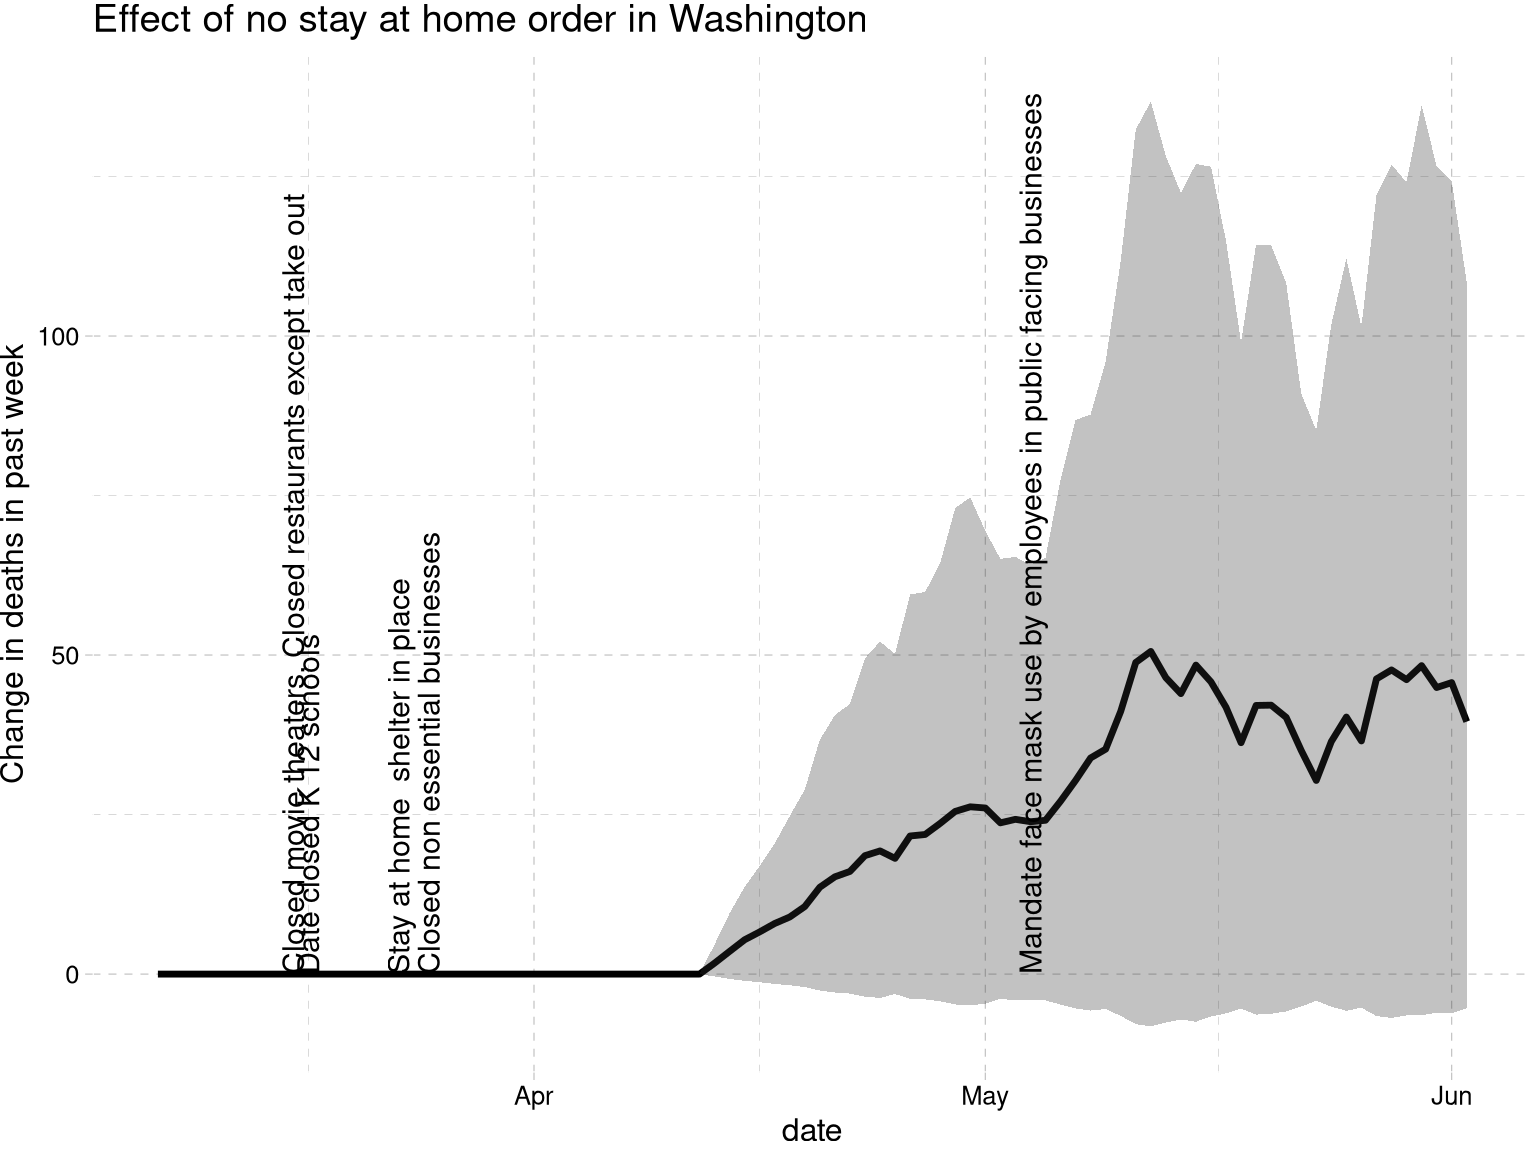 Effect of no stay at home order in Washington
Change in deaths in past week
100
50
0
Closed movie theaters, Closed restaurants except take out
Date closed K 12 schools
Stay at home  shelter in place
Closed non essential businesses
Mandate face mask use by employees in public facing businesses
Apr
May
Jun
date